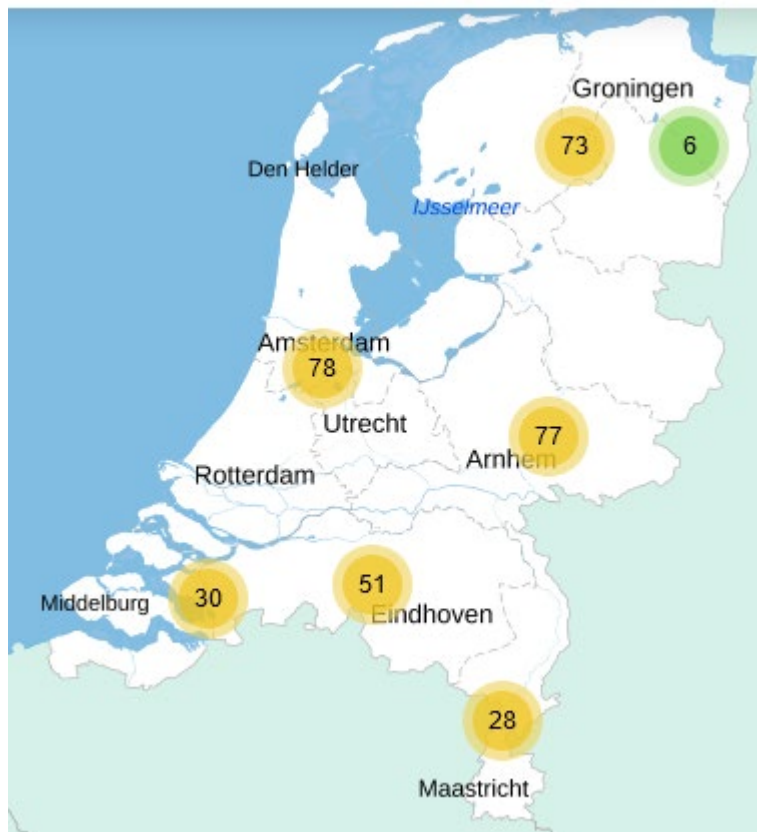 Groningen
73
6
Den Helder
IJsselmeer
Amsterdam
78
Utrecht
77
Arnhem
Rotterdam
51
30
Middelburg
Eindhoven
28
Maastricht